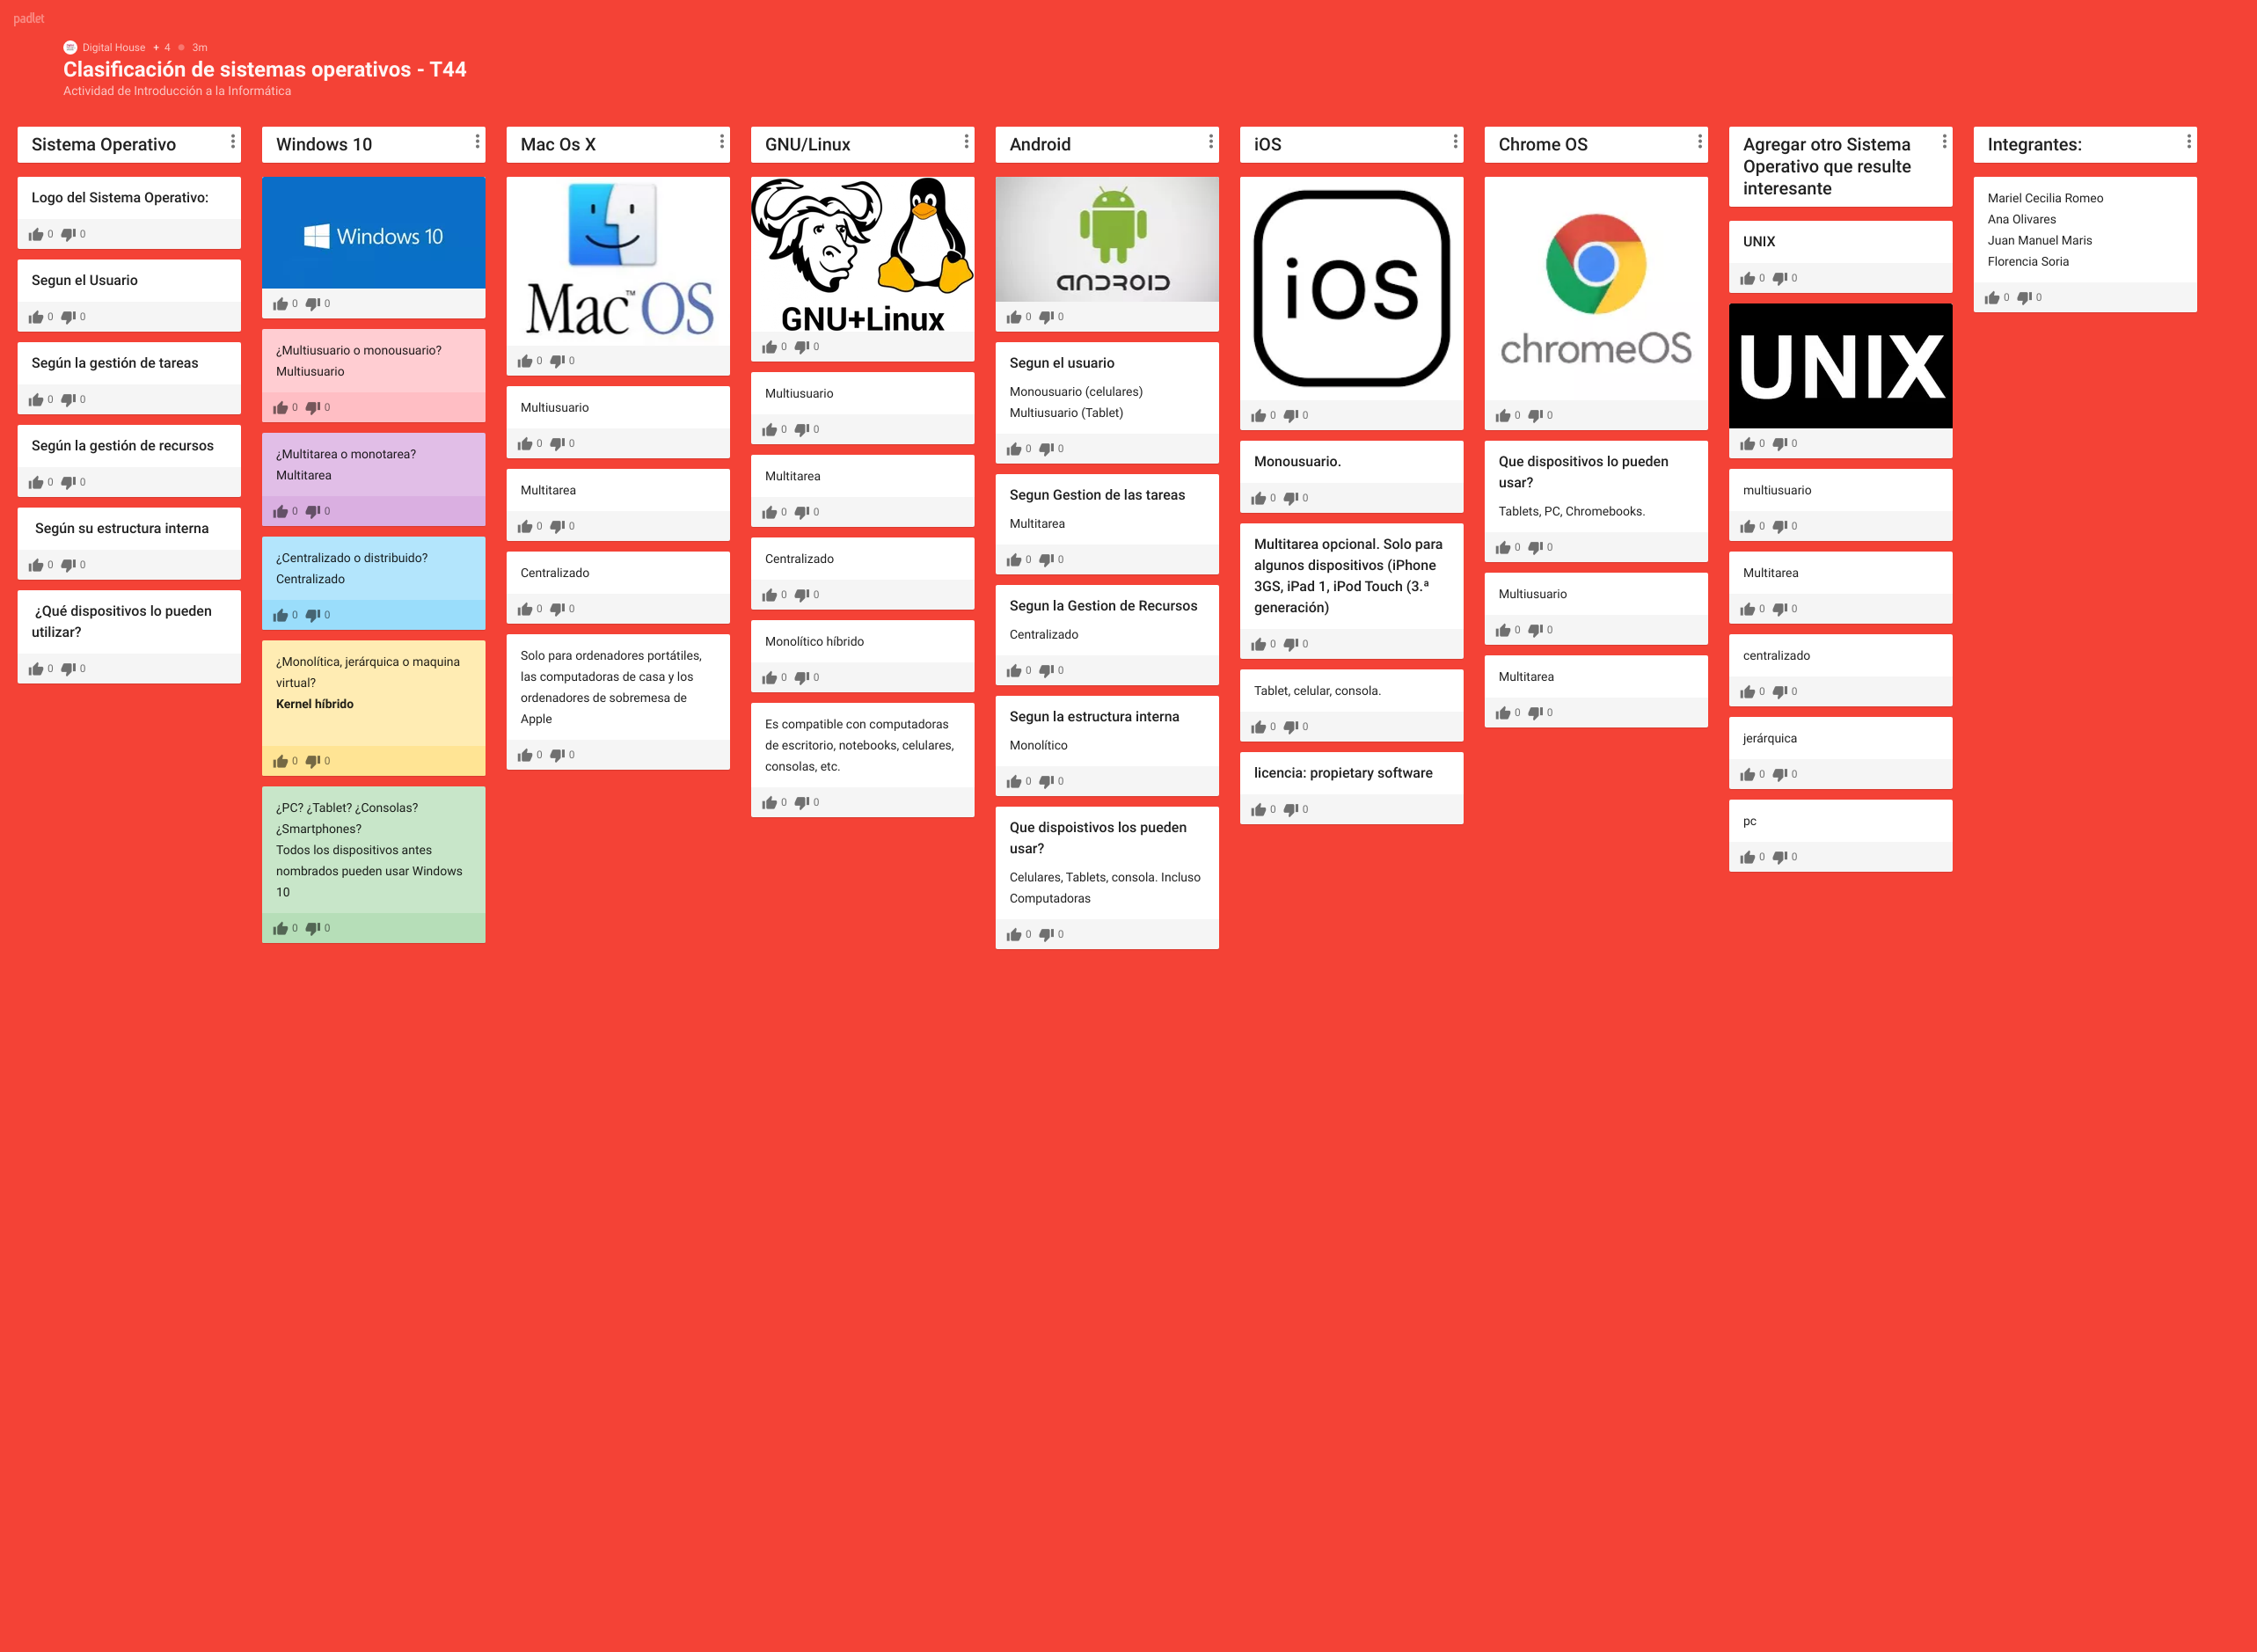 padlet
Digital House + 4 3m
Clasificación de sistemas operativos - T44
Actividad de Introducción a la Informática
Sistema Operativo
Logo del Sistema Operativo:
0 0
Segun el Usuario
0 0
Según la gestión de tareas
0 0
Según la gestión de recursos
0 0
Según su estructura interna
0 0
¿Qué dispositivos lo pueden
utilizar?
0 0
Windows 10
Windows 10
0 0
¿Multiusuario o monousuario?
Multiusuario
0 0
¿Multitarea o monotarea?
Multitarea
0 0
¿Centralizado o distribuido?
Centralizado
0 0
¿Monolítica, jerárquica o maquina
virtual?
Kernel híbrido
0 0
¿PC? ¿Tablet? ¿Consolas?
¿Smartphones?
Todos los dispositivos antes
nombrados pueden usar Windows
10
0 0
Mac Os X
Mac™OS
0 0
Multiusuario
0 0
Multitarea
0 0
Centralizado
0 0
Solo para ordenadores portátiles,
las computadoras de casa y los
ordenadores de sobremesa de
Apple
0 0
GNU/Linux
GNU+Linux
0 0
Multiusuario
0 0
Multitarea
0 0
Centralizado
0 0
Monolítico híbrido
0 0
Es compatible con computadoras
de escritorio, notebooks, celulares,
consolas, etc.
0 0
Android
ANDROID
0 0
Segun el usuario
Monousuario (celulares)
Multiusuario (Tablet)
0 0
Segun Gestion de las tareas
Multitarea
0 0
Segun la Gestion de Recursos
Centralizado
0 0
Segun la estructura interna
Monolítico
0 0
Que dispoistivos los pueden
usar?
Celulares, Tablets, consola. Incluso
Computadoras
0 0
iOS
iOS
0 0
Monousuario.
0 0
Multitarea opcional. Solo para
algunos dispositivos (iPhone
3GS, iPad 1, iPod Touch (3.ª
generación)
0 0
Tablet, celular, consola.
0 0
licencia: propietary software
0 0
Chrome OS
chromeOS
0 0
Que dispositivos lo pueden
usar?
Tablets, PC, Chromebooks.
0 0
Multiusuario
0 0
Multitarea
0 0
Agregar otro Sistema
Operativo que resulte
interesante
UNIX
0 0
UNIX
0 0
multiusuario
0 0
Multitarea
0 0
centralizado
0 0
jerárquica
0 0
pc
0 0
Integrantes:
Mariel Cecilia Romeo
Ana Olivares
Juan Manuel Maris
Florencia Soria
0 0